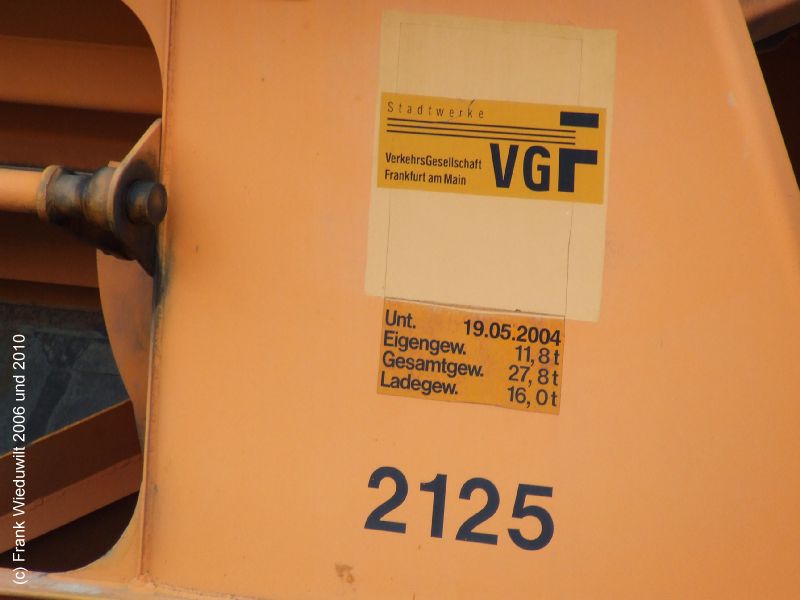 Stadtwerke
VerkehrsGesellschaft
Frankfurt am Main
VGF
Unt. 19.05.2004
Eigengew. 11,8 t
Gesamtgew. 27,8 t
Ladegew. 16,0 t
2125
(c) Frank Wieduwilt 2006 und 2010